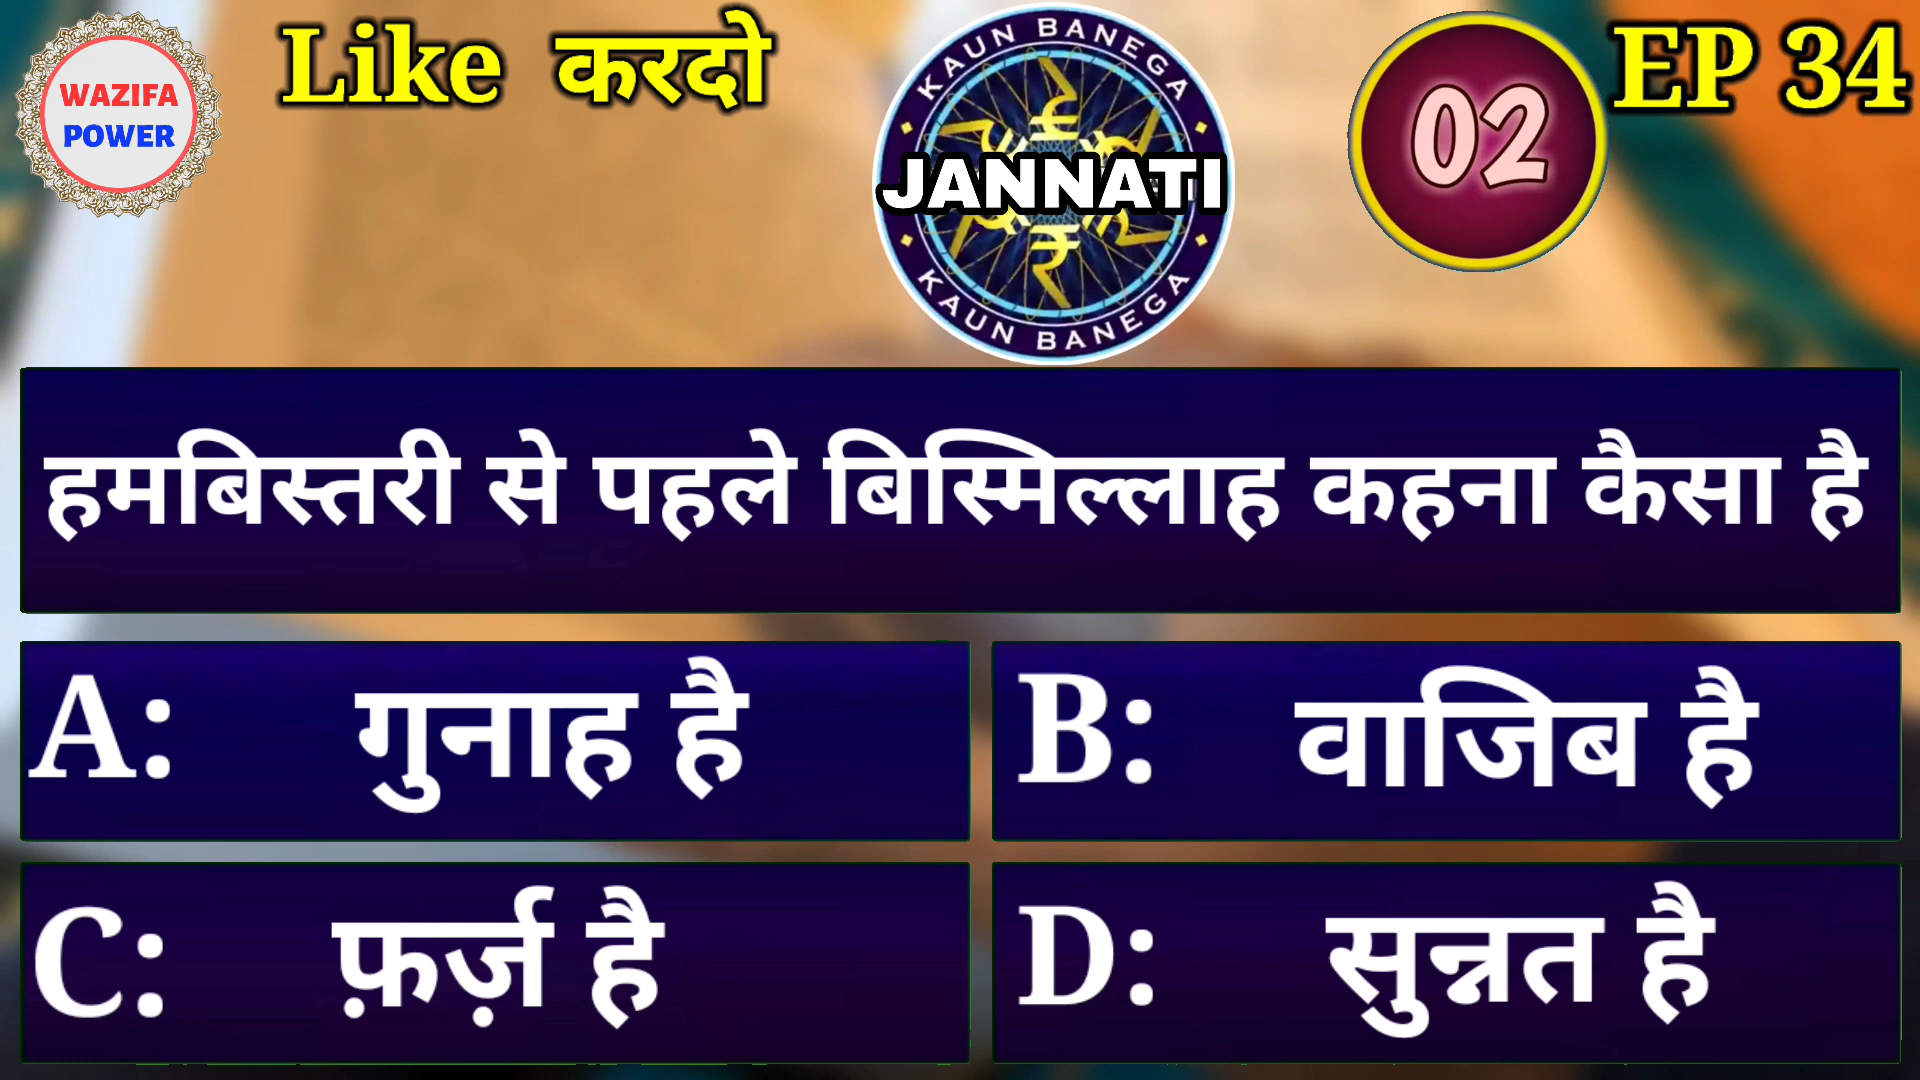 WAZIFA
POWER
Like करदो
KAUN BANEGA
JANNATI
KAUN BANEGA
02
EP 34
हमबिस्तरी से पहले बिस्मिल्लाह कहना कैसा है
A: गुनाह है
B: वाजिब है
C: फ़र्ज़ है
D: सुन्नत है